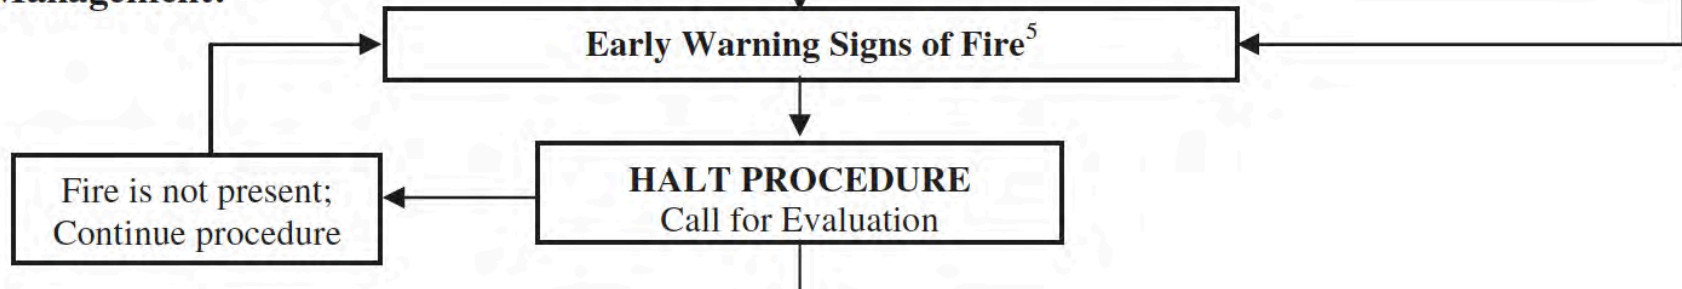 Early Warning Signs of Fire⁵
HALT PROCEDURE
Call for Evaluation
Fire is not present;
Continue procedure